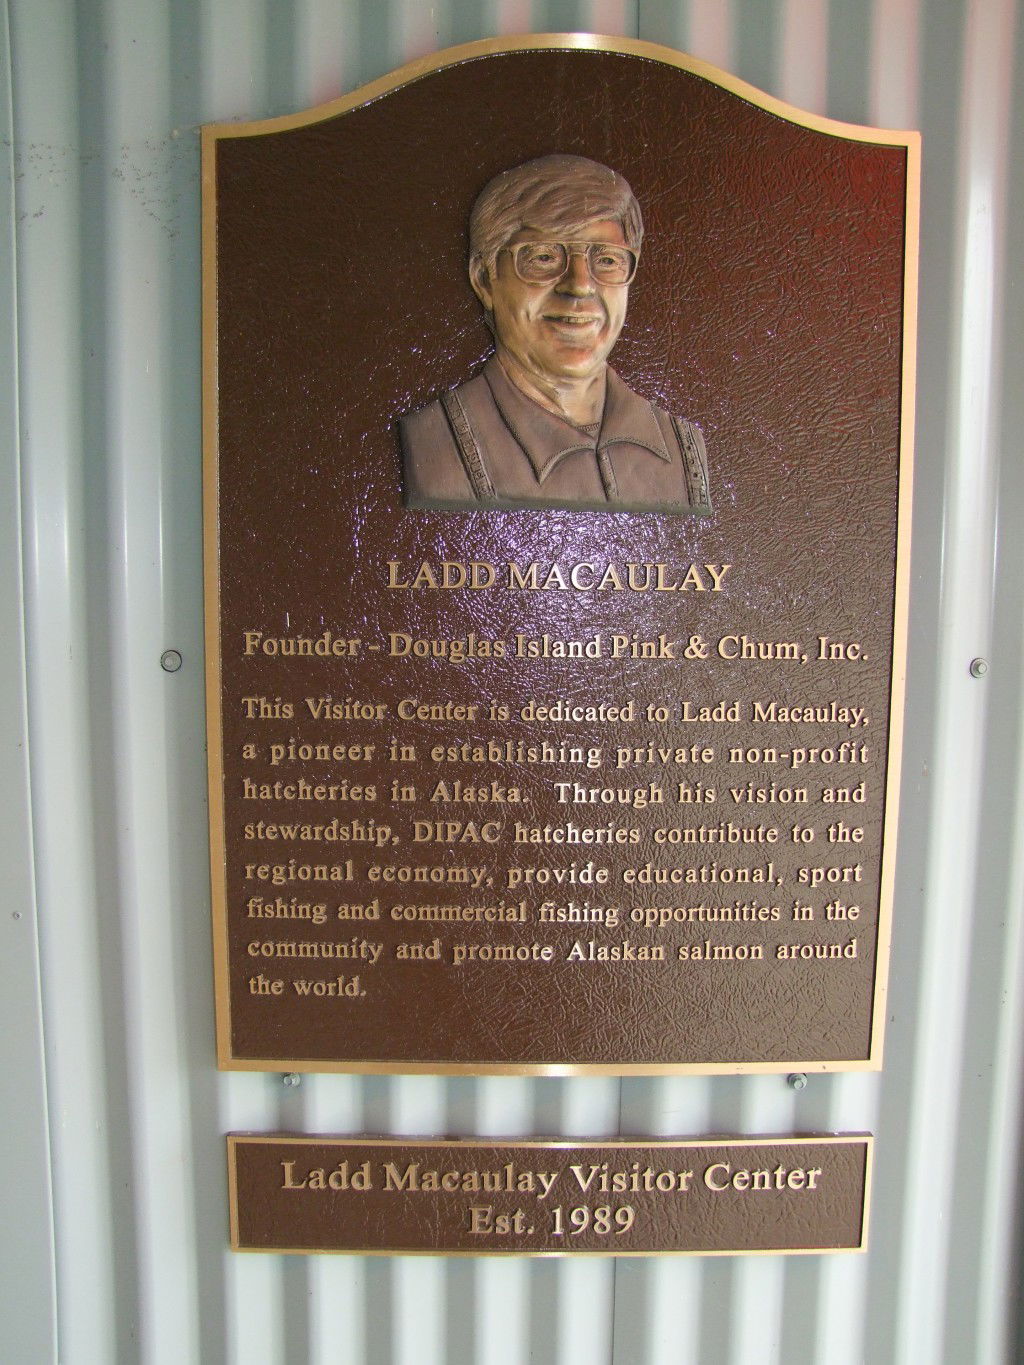 LADD MACAULAY
Founder - Douglas Island Pink & Chum, Inc.
This Visitor Center is dedicated to Ladd Macaulay,
a pioneer in establishing private non-profit
hatcheries in Alaska. Through his vision and
stewardship, DIPAC hatcheries contribute to the
regional economy, provide educational, sport
fishing and commercial fishing opportunities in the
community and promote Alaskan salmon around
the world.
Ladd Macaulay Visitor Center
Est. 1989